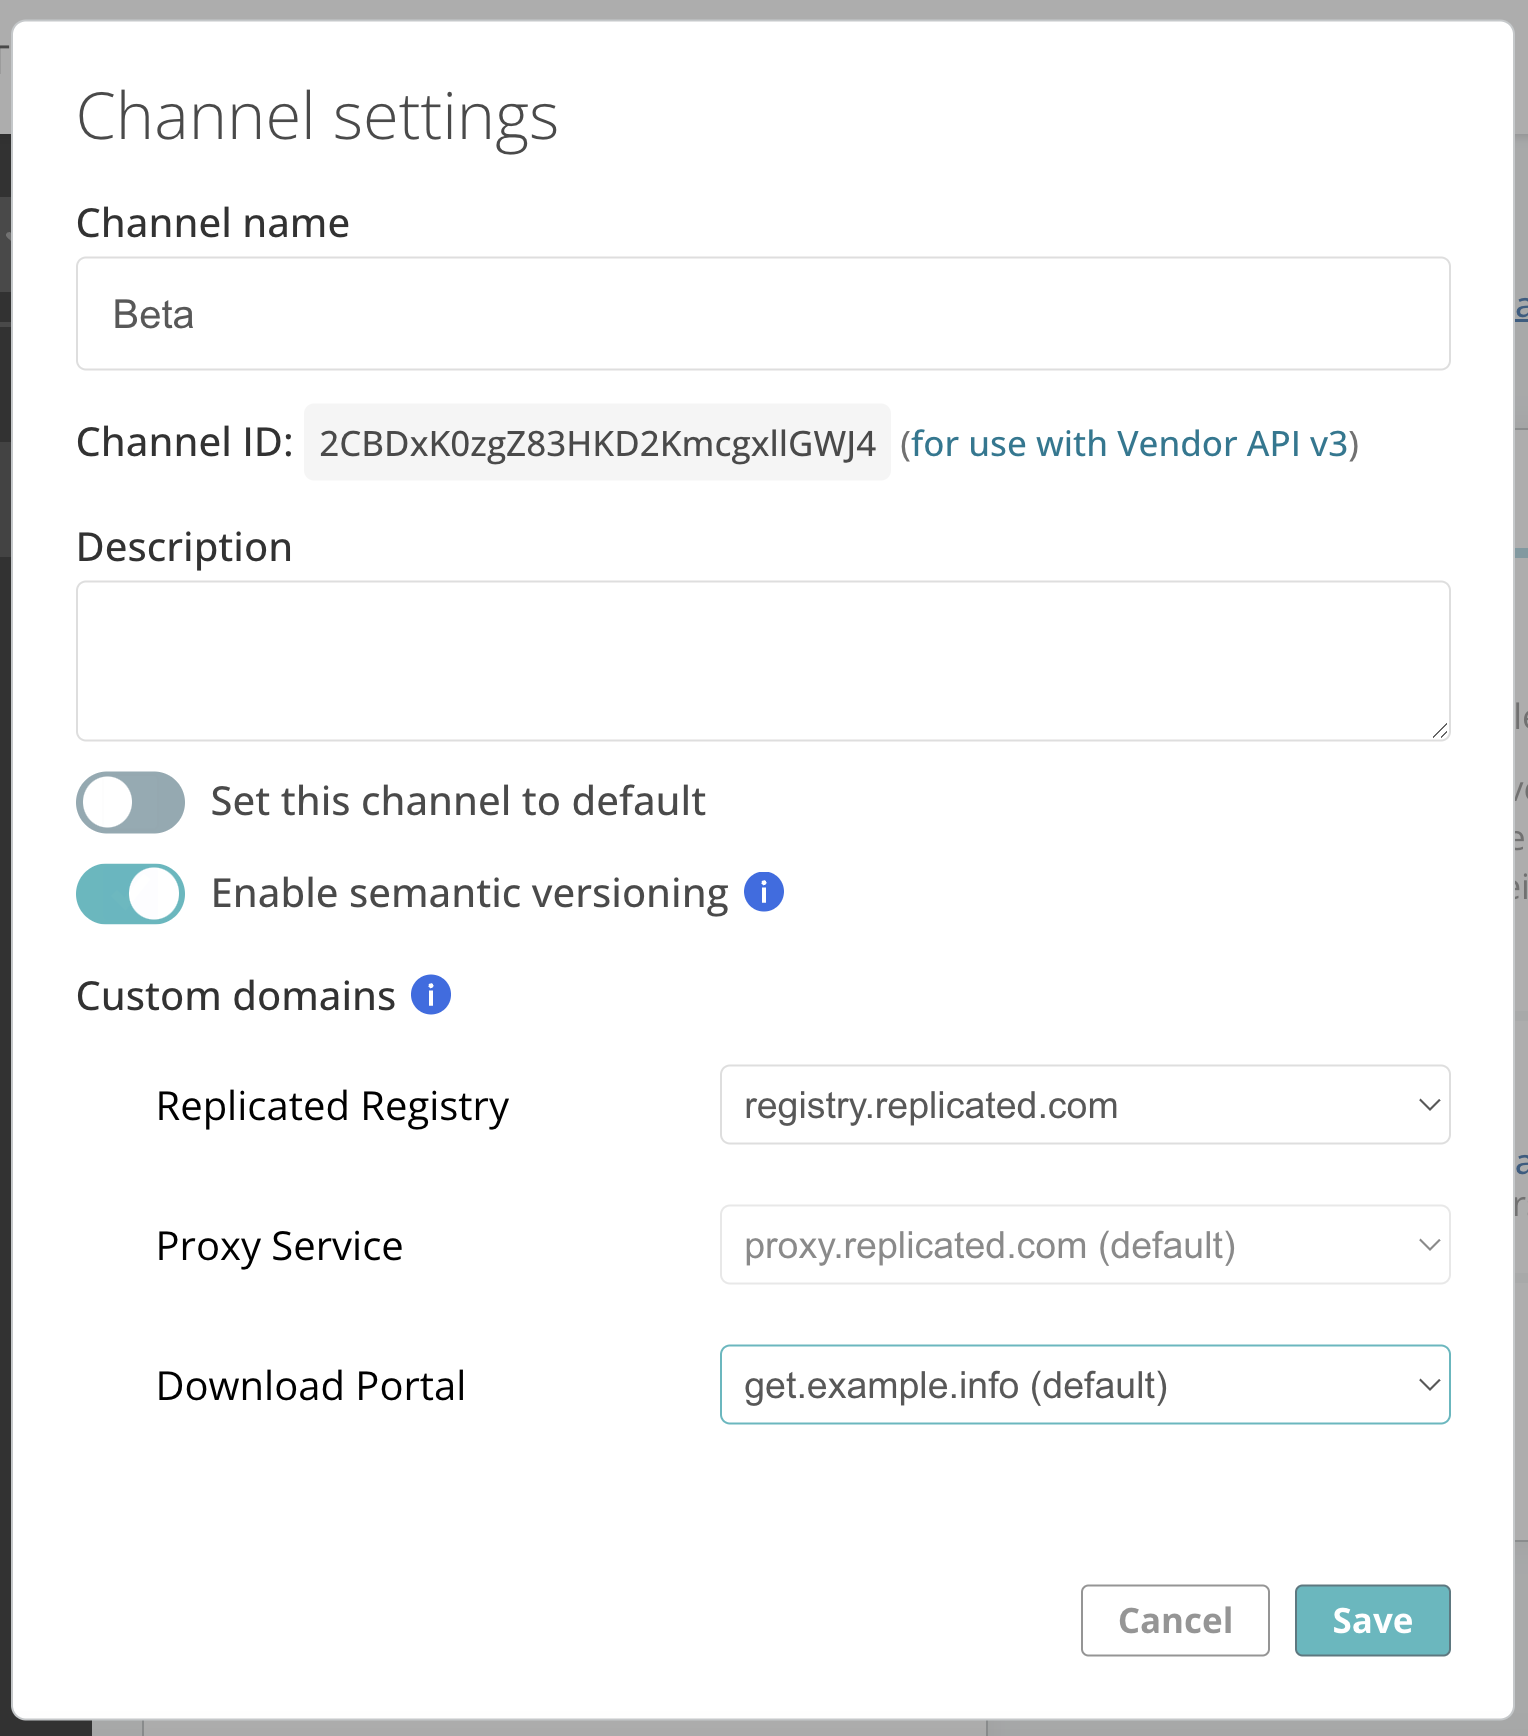 Channel settings
Channel name
Beta
Channel ID: 2CBDxK0zgZ83HKD2KmcgxllGWJ4 (for use with Vendor API v3)
Description
Set this channel to default
Enable semantic versioning i
Custom domains i
Replicated Registry registry.replicated.com
Proxy Service proxy.replicated.com (default)
Download Portal get.example.info (default)
Cancel Save